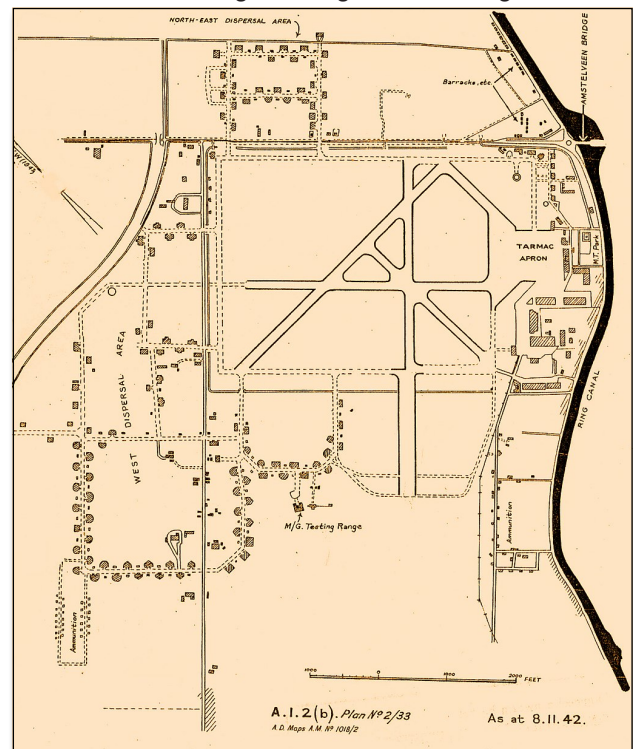 NORTH-EAST DISPERSAL AREA
AMSTELVEEN BRIDGE
Barracks, etc
TARMAC
APRON
M.T. Park
WEST DISPERSAL AREA
RING CANAL
M/G. Testing Range
Ammunition
Ammunition
1000 0 1000 2000 FEET
A.I.2(b). Plan Nº 2/33
A.D. Maps A.M. Nº 1018/2
As at 8.11.42.